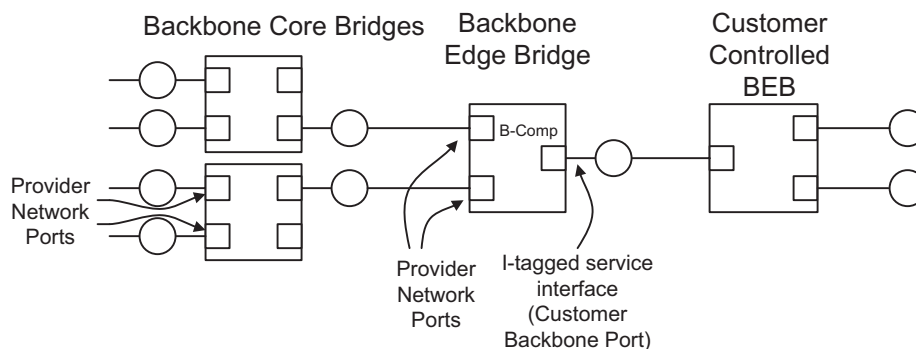 Backbone Core Bridges
Backbone
Edge Bridge
Customer
Controlled
BEB
B-Comp
Provider
Network
Ports
Provider
Network
Ports
I-tagged service
interface
(Customer
Backbone Port)